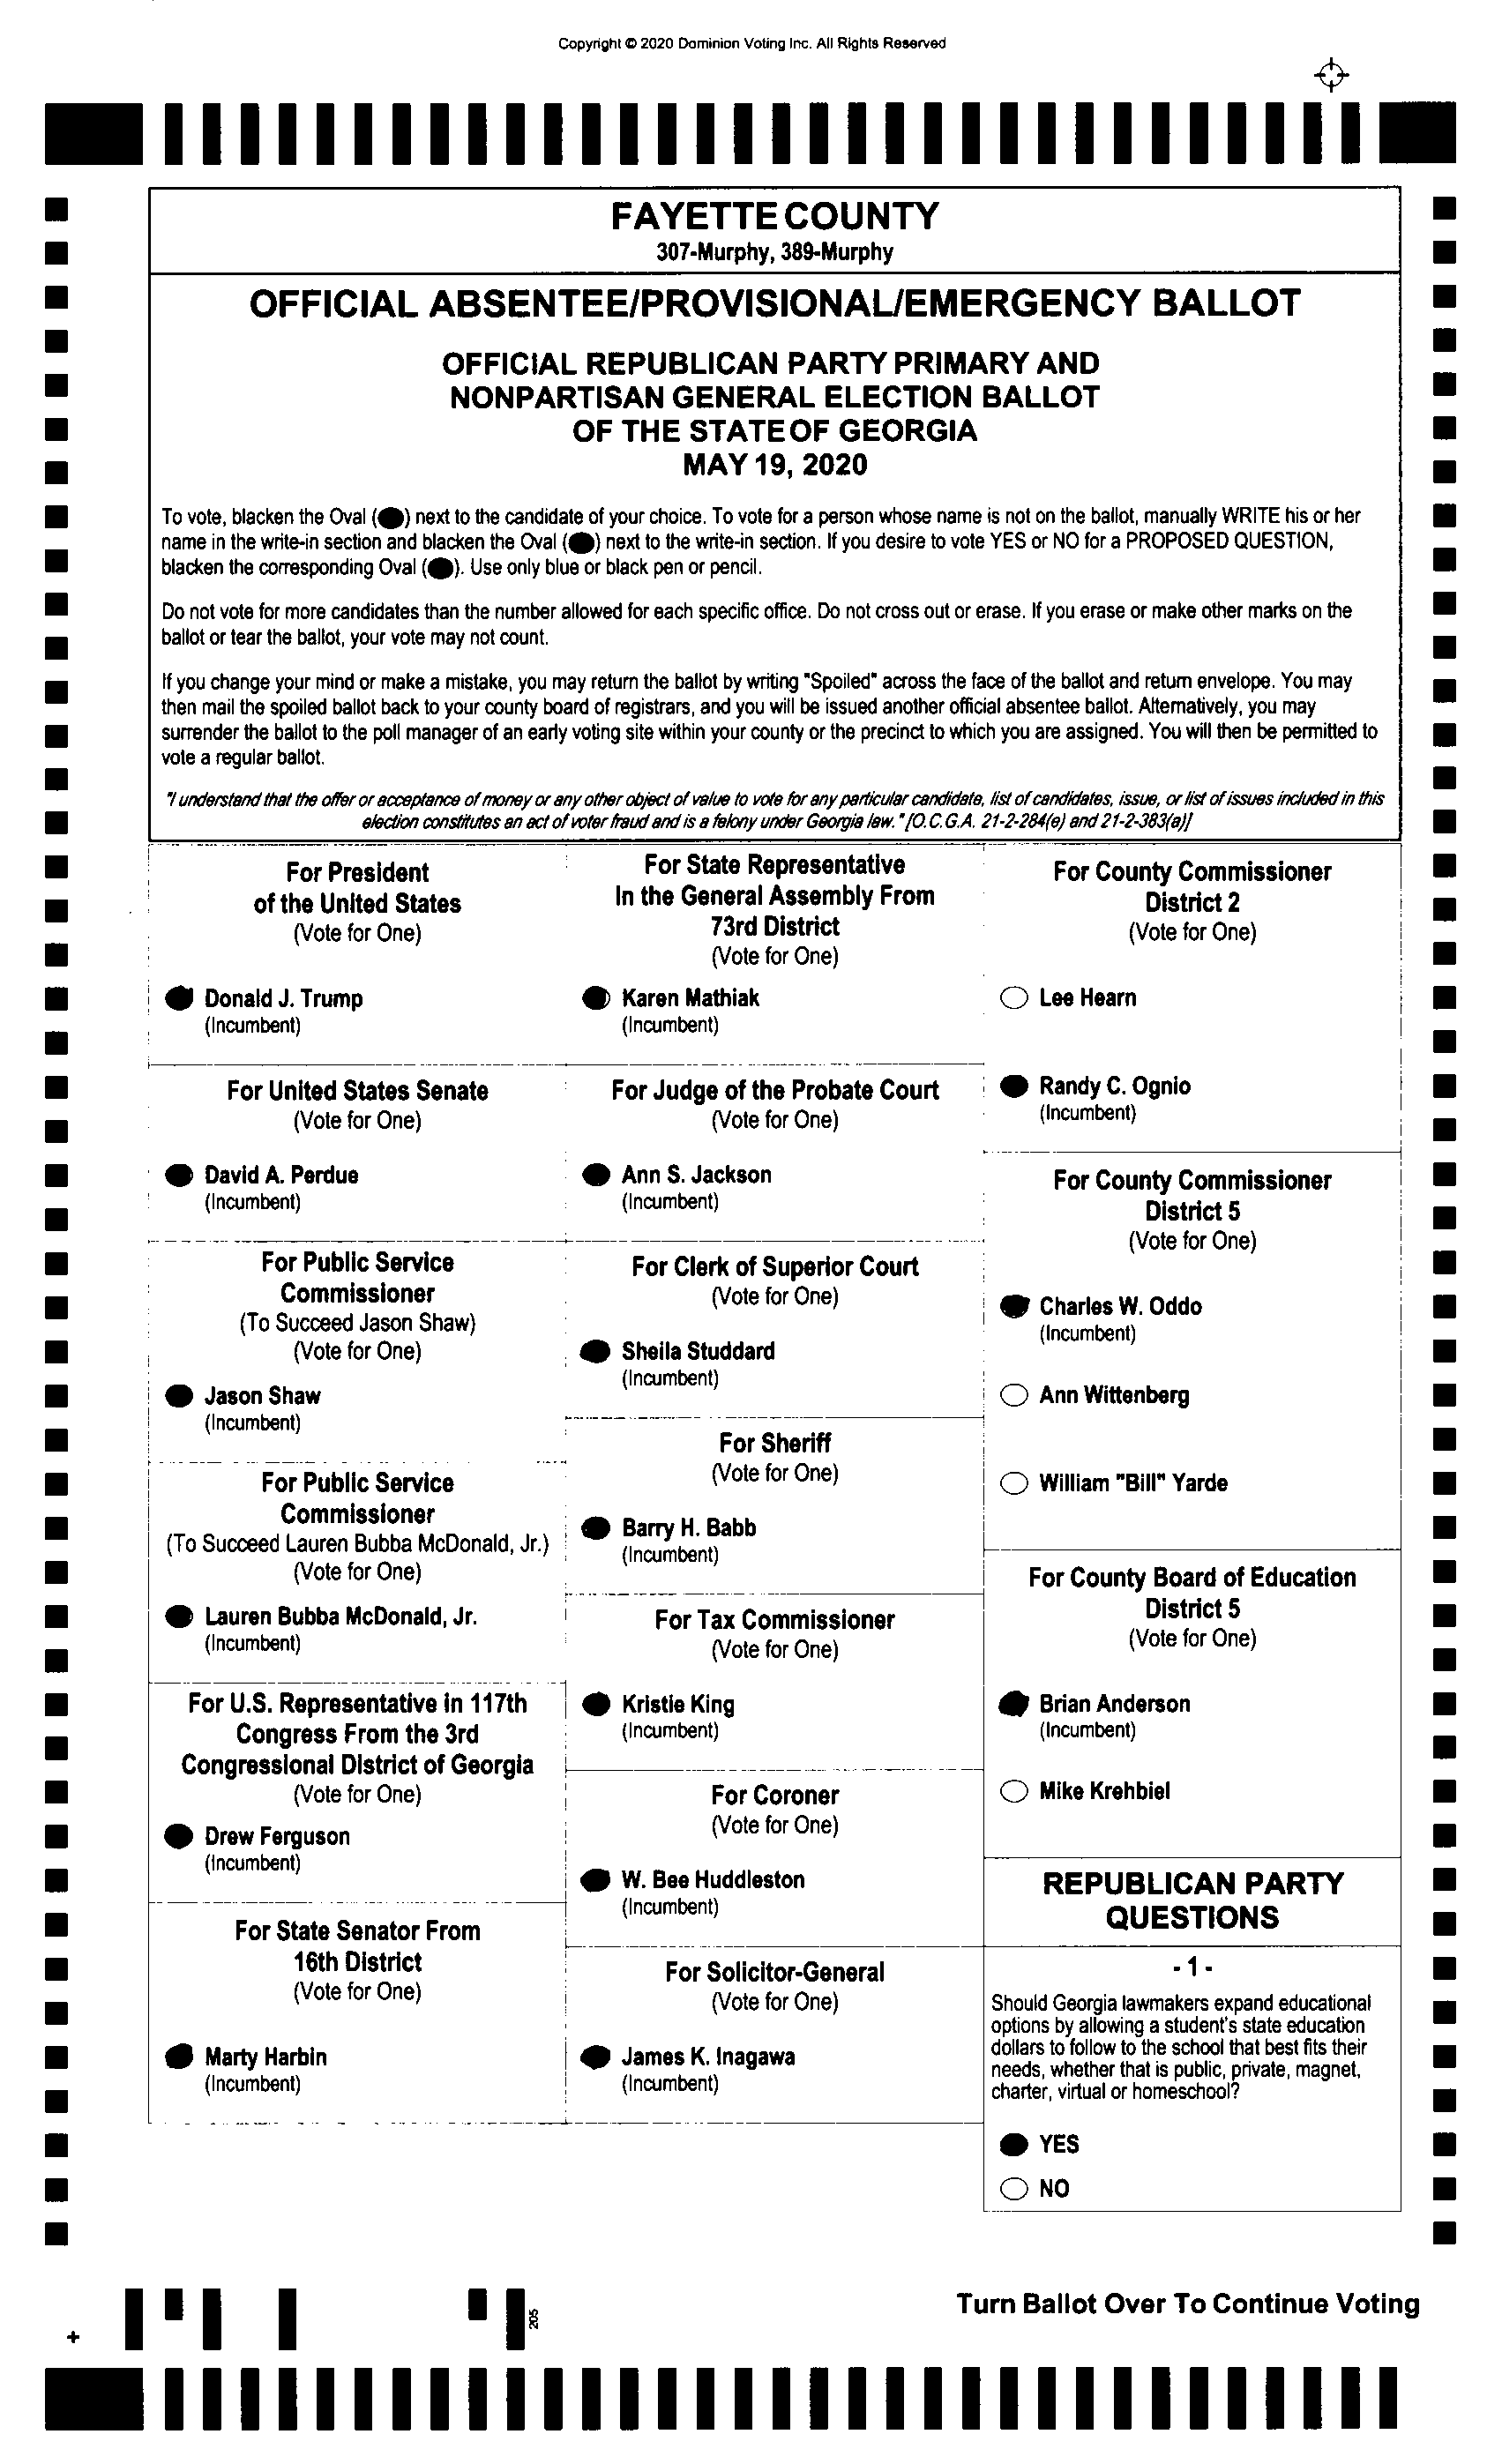 Copyright © 2020 Dominion Voting Inc. All Rights Reserved
FAYETTE COUNTY
307-Murphy, 389-Murphy
OFFICIAL ABSENTEE/PROVISIONAL/EMERGENCY BALLOT
OFFICIAL REPUBLICAN PARTY PRIMARY AND
NONPARTISAN GENERAL ELECTION BALLOT
OF THE STATE OF GEORGIA
MAY 19, 2020
To vote, blacken the Oval ( ) next to the candidate of your choice. To vote for a person whose name is not on the ballot, manually WRITE his or her
name in the write-in section and blacken the Oval ( ) next to the write-in section. If you desire to vote YES or NO for a PROPOSED QUESTION,
blacken the corresponding Oval ( ). Use only blue or black pen or pencil.
Do not vote for more candidates than the number allowed for each specific office. Do not cross out or erase. If you erase or make other marks on the
ballot or tear the ballot, your vote may not count.
If you change your mind or make a mistake, you may return the ballot by writing "Spoiled" across the face of the ballot and return envelope. You may
then mail the spoiled ballot back to your county board of registrars, and you will be issued another official absentee ballot. Alternatively, you may
surrender the ballot to the poll manager of an early voting site within your county or the precinct to which you are assigned. You will then be permitted to
vote a regular ballot.
"I understand that the offer or acceptance of money or any other object of value to vote for any particular candidate, list of candidates, issue, or list of issues included in this
election constitutes an act of voter fraud and is a felony under Georgia law." [O.C.G.A. 21-2-284(e) and 21-2-383(a)]
For President
of the United States
(Vote for One)
Donald J. Trump
(Incumbent)
For United States Senate
(Vote for One)
David A. Perdue
(Incumbent)
For Public Service
Commissioner
(To Succeed Jason Shaw)
(Vote for One)
Jason Shaw
(Incumbent)
For Public Service
Commissioner
(To Succeed Lauren Bubba McDonald, Jr.)
(Vote for One)
Lauren Bubba McDonald, Jr.
(Incumbent)
For U.S. Representative in 117th
Congress From the 3rd
Congressional District of Georgia
(Vote for One)
Drew Ferguson
(Incumbent)
For State Senator From
16th District
(Vote for One)
Marty Harbin
(Incumbent)
For State Representative
In the General Assembly From
73rd District
(Vote for One)
Karen Mathiak
(Incumbent)
For Judge of the Probate Court
(Vote for One)
Ann S. Jackson
(Incumbent)
For Clerk of Superior Court
(Vote for One)
Sheila Studdard
(Incumbent)
For Sheriff
(Vote for One)
Barry H. Babb
(Incumbent)
For Tax Commissioner
(Vote for One)
Kristie King
(Incumbent)
For Coroner
(Vote for One)
W. Bee Huddleston
(Incumbent)
For Solicitor-General
(Vote for One)
James K. Inagawa
(Incumbent)
For County Commissioner
District 2
(Vote for One)
Lee Hearn
Randy C. Ognio
(Incumbent)
For County Commissioner
District 5
(Vote for One)
Charles W. Oddo
(Incumbent)
Ann Wittenberg
William "Bill" Yarde
For County Board of Education
District 5
(Vote for One)
Brian Anderson
(Incumbent)
Mike Krehbiel
REPUBLICAN PARTY
QUESTIONS
- 1 -
Should Georgia lawmakers expand educational
options by allowing a student's state education
dollars to follow to the school that best fits their
needs, whether that is public, private, magnet,
charter, virtual or homeschool?
YES
NO
Turn Ballot Over To Continue Voting
205